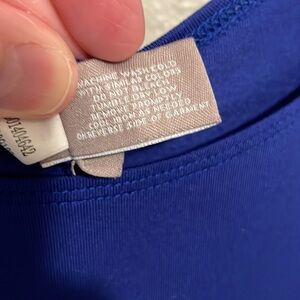 MACHINE WASH COLD
WITH SIMILAR COLORS
DO NOT BLEACH
TUMBLE DRY LOW
REMOVE PROMPTLY
COOL IRON AS NEEDED
ON REVERSE SIDE OF GARMENT
001404642